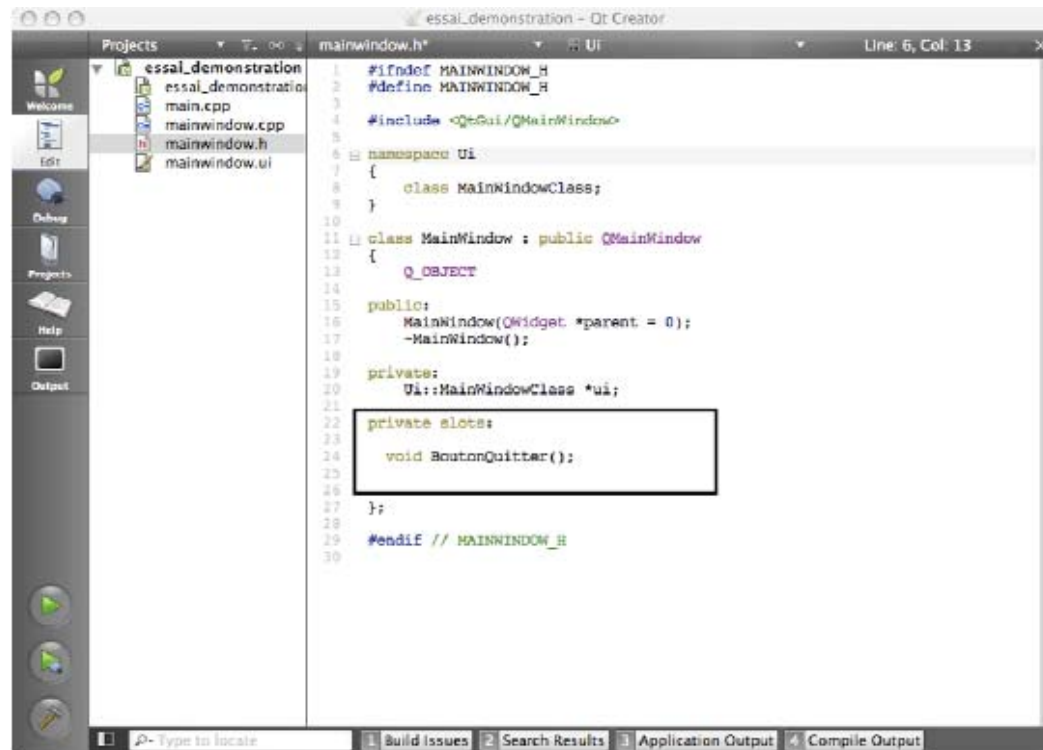 essai_demonstration - Qt Creator
Projects
mainwindow.h*
Ui
Line: 6, Col: 13
Welcome
Edit
Debug
Projects
Help
Output
essai_demonstration
essai_demonstratio
main.cpp
mainwindow.cpp
mainwindow.h
mainwindow.ui
1 #ifndef MAINWINDOW_H
2 #define MAINWINDOW_H
3
4 #include <QtGui/QMainWindow>
5
6 namespace Ui
7 {
8 class MainWindowClass;
9 }
10
11 class MainWindow : public QMainWindow
12 {
13 Q_OBJECT
14
15 public:
16 MainWindow(QWidget *parent = 0);
17 ~MainWindow();
18
19 private:
20 Ui::MainWindowClass *ui;
21
22 private slots:
23
24 void BoutonQuitter();
25
26
27 };
28
29 #endif // MAINWINDOW_H
30
Type to locate
1 Build Issues
2 Search Results
3 Application Output
4 Compile Output